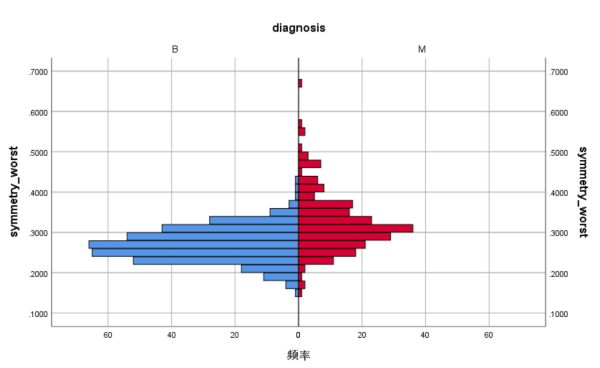 diagnosis
B M
symmetry_worst
.7000 .7000
.6000 .6000
.5000 .5000
.4000 .4000
.3000 .3000
.2000 .2000
.1000 .1000
symmetry_worst
60 40 20 0 20 40 60
频率